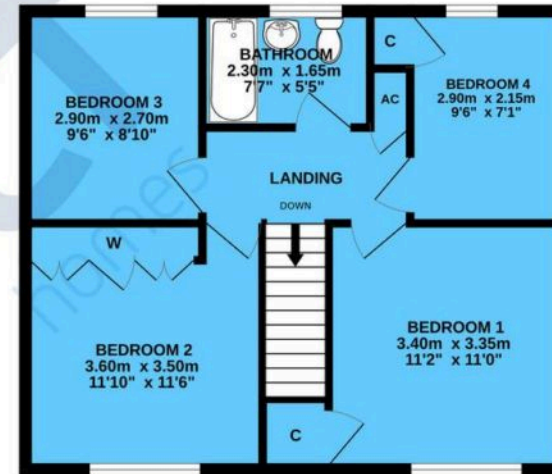 BATHROOM
2.30m x 1.65m
7'7" x 5'5"
C
BEDROOM 3
2.90m x 2.70m
9'6" x 8'10"
AC
BEDROOM 4
2.90m x 2.15m
9'6" x 7'1"
LANDING
DOWN
W
homes
BEDROOM 2
3.60m x 3.50m
11'10" x 11'6"
BEDROOM 1
3.40m x 3.35m
11'2" x 11'0"
C